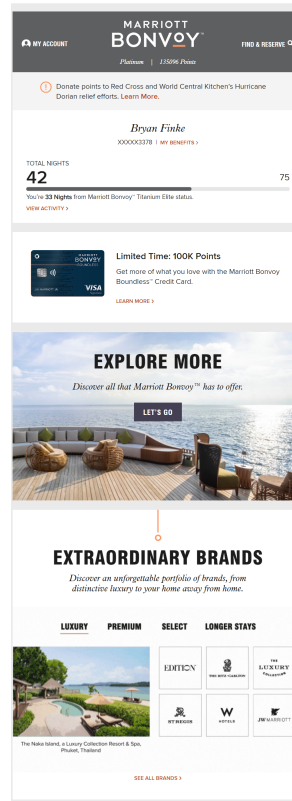 MARRIOTT
BONVOY™
MY ACCOUNT
FIND & RESERVE
Platinum | 135096 Points
Donate points to Red Cross and World Central Kitchen's Hurricane
Dorian relief efforts. Learn More.
Bryan Finke
XXXXX3378 | MY BENEFITS >
TOTAL NIGHTS
42
75
You're 33 Nights from Marriott Bonvoy™ Titanium Elite status.
VIEW ACTIVITY >
MARRIOTT
BONVOY
BOUNDLESS
VISA
Limited Time: 100K Points
Get more of what you love with the Marriott Bonvoy
Boundless™ Credit Card.
LEARN MORE >
EXPLORE MORE
Discover all that Marriott Bonvoy™ has to offer.
LET'S GO
EXTRAORDINARY BRANDS
Discover an unforgettable portfolio of brands, from
distinctive luxury to your home away from home.
LUXURY PREMIUM SELECT LONGER STAYS
EDITION
THE RITZ-CARLTON
THE
LUXURY
COLLECTION
ST REGIS
W
HOTELS
JW MARRIOTT
The Naka Island, a Luxury Collection Resort & Spa,
Phuket, Thailand
SEE ALL BRANDS >